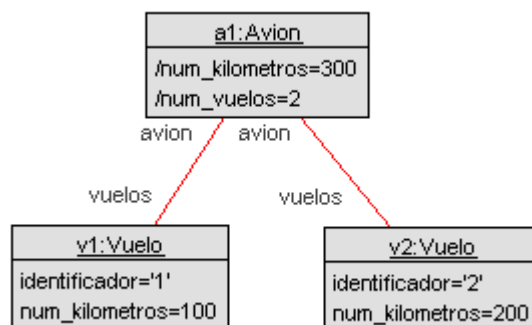 a1:Avion
/num_kilometros=300
/num_vuelos=2
avion avion
vuelos vuelos
v1:Vuelo
identificador='1'
num_kilometros=100
v2:Vuelo
identificador='2'
num_kilometros=200